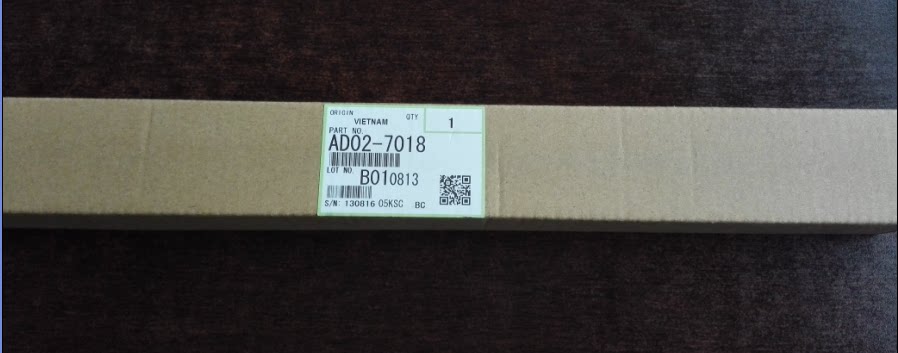 ORIGIN
VIETNAM
QTY
1
PART NO.
AD02-7018
LOT NO.
B010813
S/N: 130816 05KSC BC